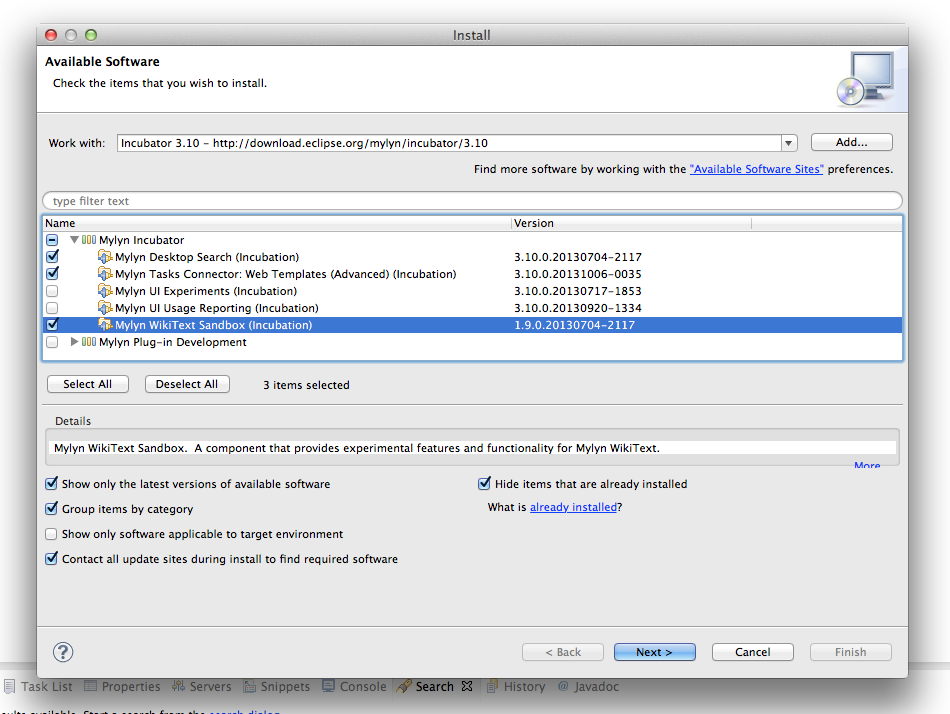 Install
Available Software
Check the items that you wish to install.
Work with: Incubator 3.10 – http://download.eclipse.org/mylyn/incubator/3.10 Add...
Find more software by working with the "Available Software Sites" preferences.
type filter text
Name Version
Mylyn Incubator
Mylyn Desktop Search (Incubation) 3.10.0.20130704-2117
Mylyn Tasks Connector: Web Templates (Advanced) (Incubation) 3.10.0.20131006-0035
Mylyn UI Experiments (Incubation) 3.10.0.20130717-1853
Mylyn UI Usage Reporting (Incubation) 3.10.0.20130920-1334
Mylyn WikiText Sandbox (Incubation) 1.9.0.20130704-2117
Mylyn Plug-in Development
Select All Deselect All 3 items selected
Details
Mylyn WikiText Sandbox.  A component that provides experimental features and functionality for Mylyn WikiText.
More
Show only the latest versions of available software Hide items that are already installed
Group items by category What is already installed?
Show only software applicable to target environment
Contact all update sites during install to find required software
? < Back Next > Cancel Finish
Task List Properties Servers Snippets Console Search History @ Javadoc
available. Start a search from the search dialog